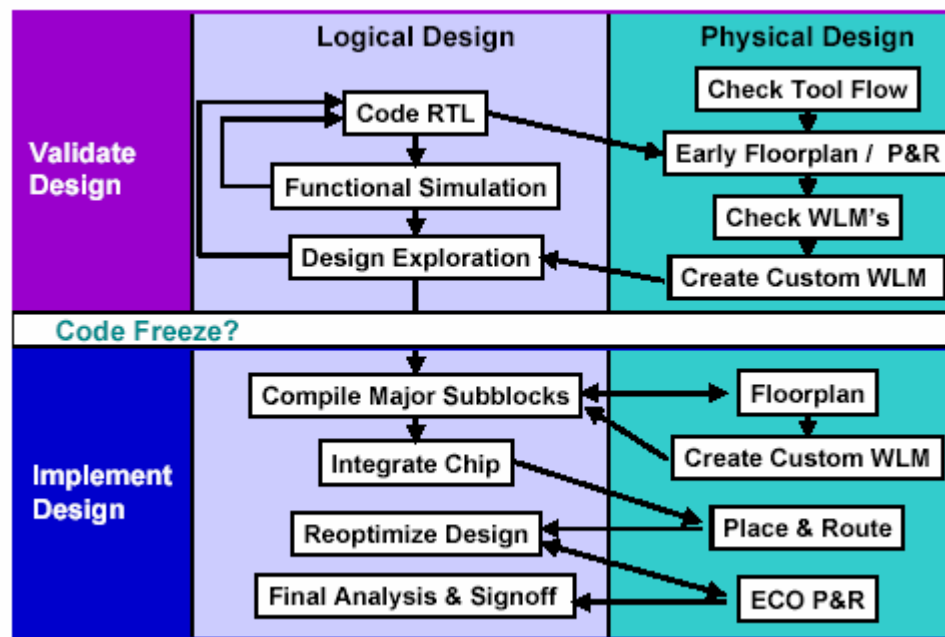 Logical Design
Physical Design
Validate
Design
Code RTL
Functional Simulation
Design Exploration
Check Tool Flow
Early Floorplan / P&R
Check WLM's
Create Custom WLM
Code Freeze?
Implement
Design
Compile Major Subblocks
Integrate Chip
Reoptimize Design
Final Analysis & Signoff
Floorplan
Create Custom WLM
Place & Route
ECO P&R